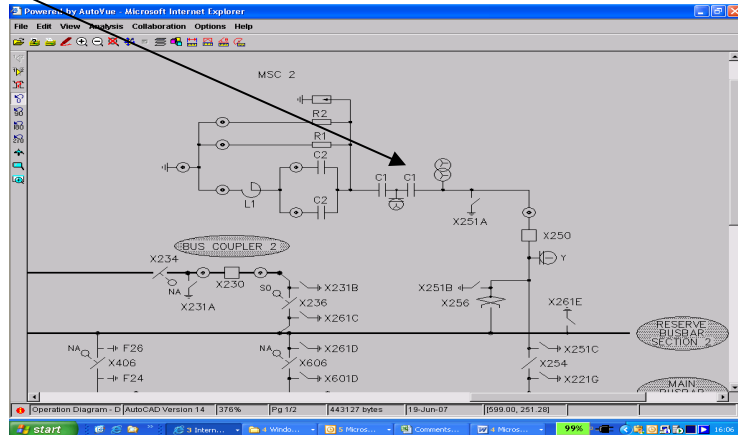 Powered by AutoVue - Microsoft Internet Explorer
File Edit View Analysis Collaboration Options Help
MSC 2
R2
R1
C2
C1 C1
L1
C2
X251A
X250
Y
BUS COUPLER 2
X234
NA
X230
X231A
SO
X231B
X236
X261C
X251B
X256
X261E
RESERVE
BUSBAR
SECTION 2
NA
F26
X406
F24
NA
X261D
X606
X601D
X251C
X254
X221G
MAIN
Operation Diagram - D AutoCAD Version 14 376% Pg 1/2 443127 bytes 19-Jun-07 [599.00, 251.28]
start 3 Intern... 4 Windo... 5 Micros... Comments... 4 Micros... 99% 16:06